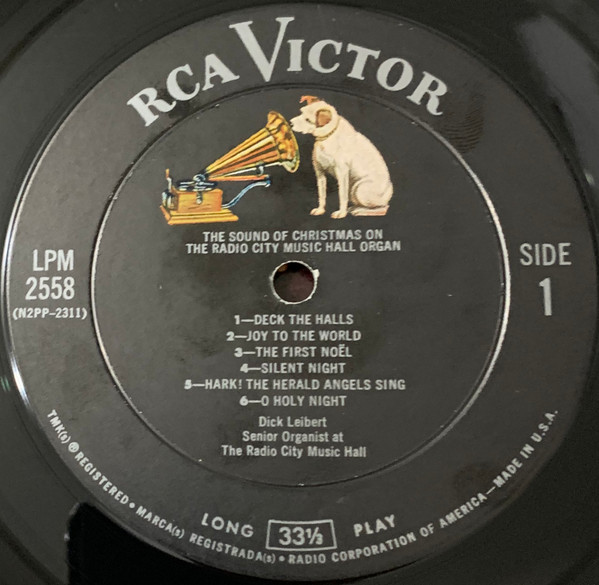 RCA VICTOR
THE SOUND OF CHRISTMAS ON
THE RADIO CITY MUSIC HALL ORGAN
LPM
2558
(N2PP-2311)
SIDE
1
1—DECK THE HALLS
2—JOY TO THE WORLD
3—THE FIRST NOËL
4—SILENT NIGHT
5—HARK! THE HERALD ANGELS SING
6—O HOLY NIGHT
Dick Leibert
Senior Organist at
The Radio City Music Hall
LONG 33⅓ PLAY
TMK(s) ® REGISTERED • MARCA(s) REGISTRADA(s) • RADIO CORPORATION OF AMERICA—MADE IN U.S.A.